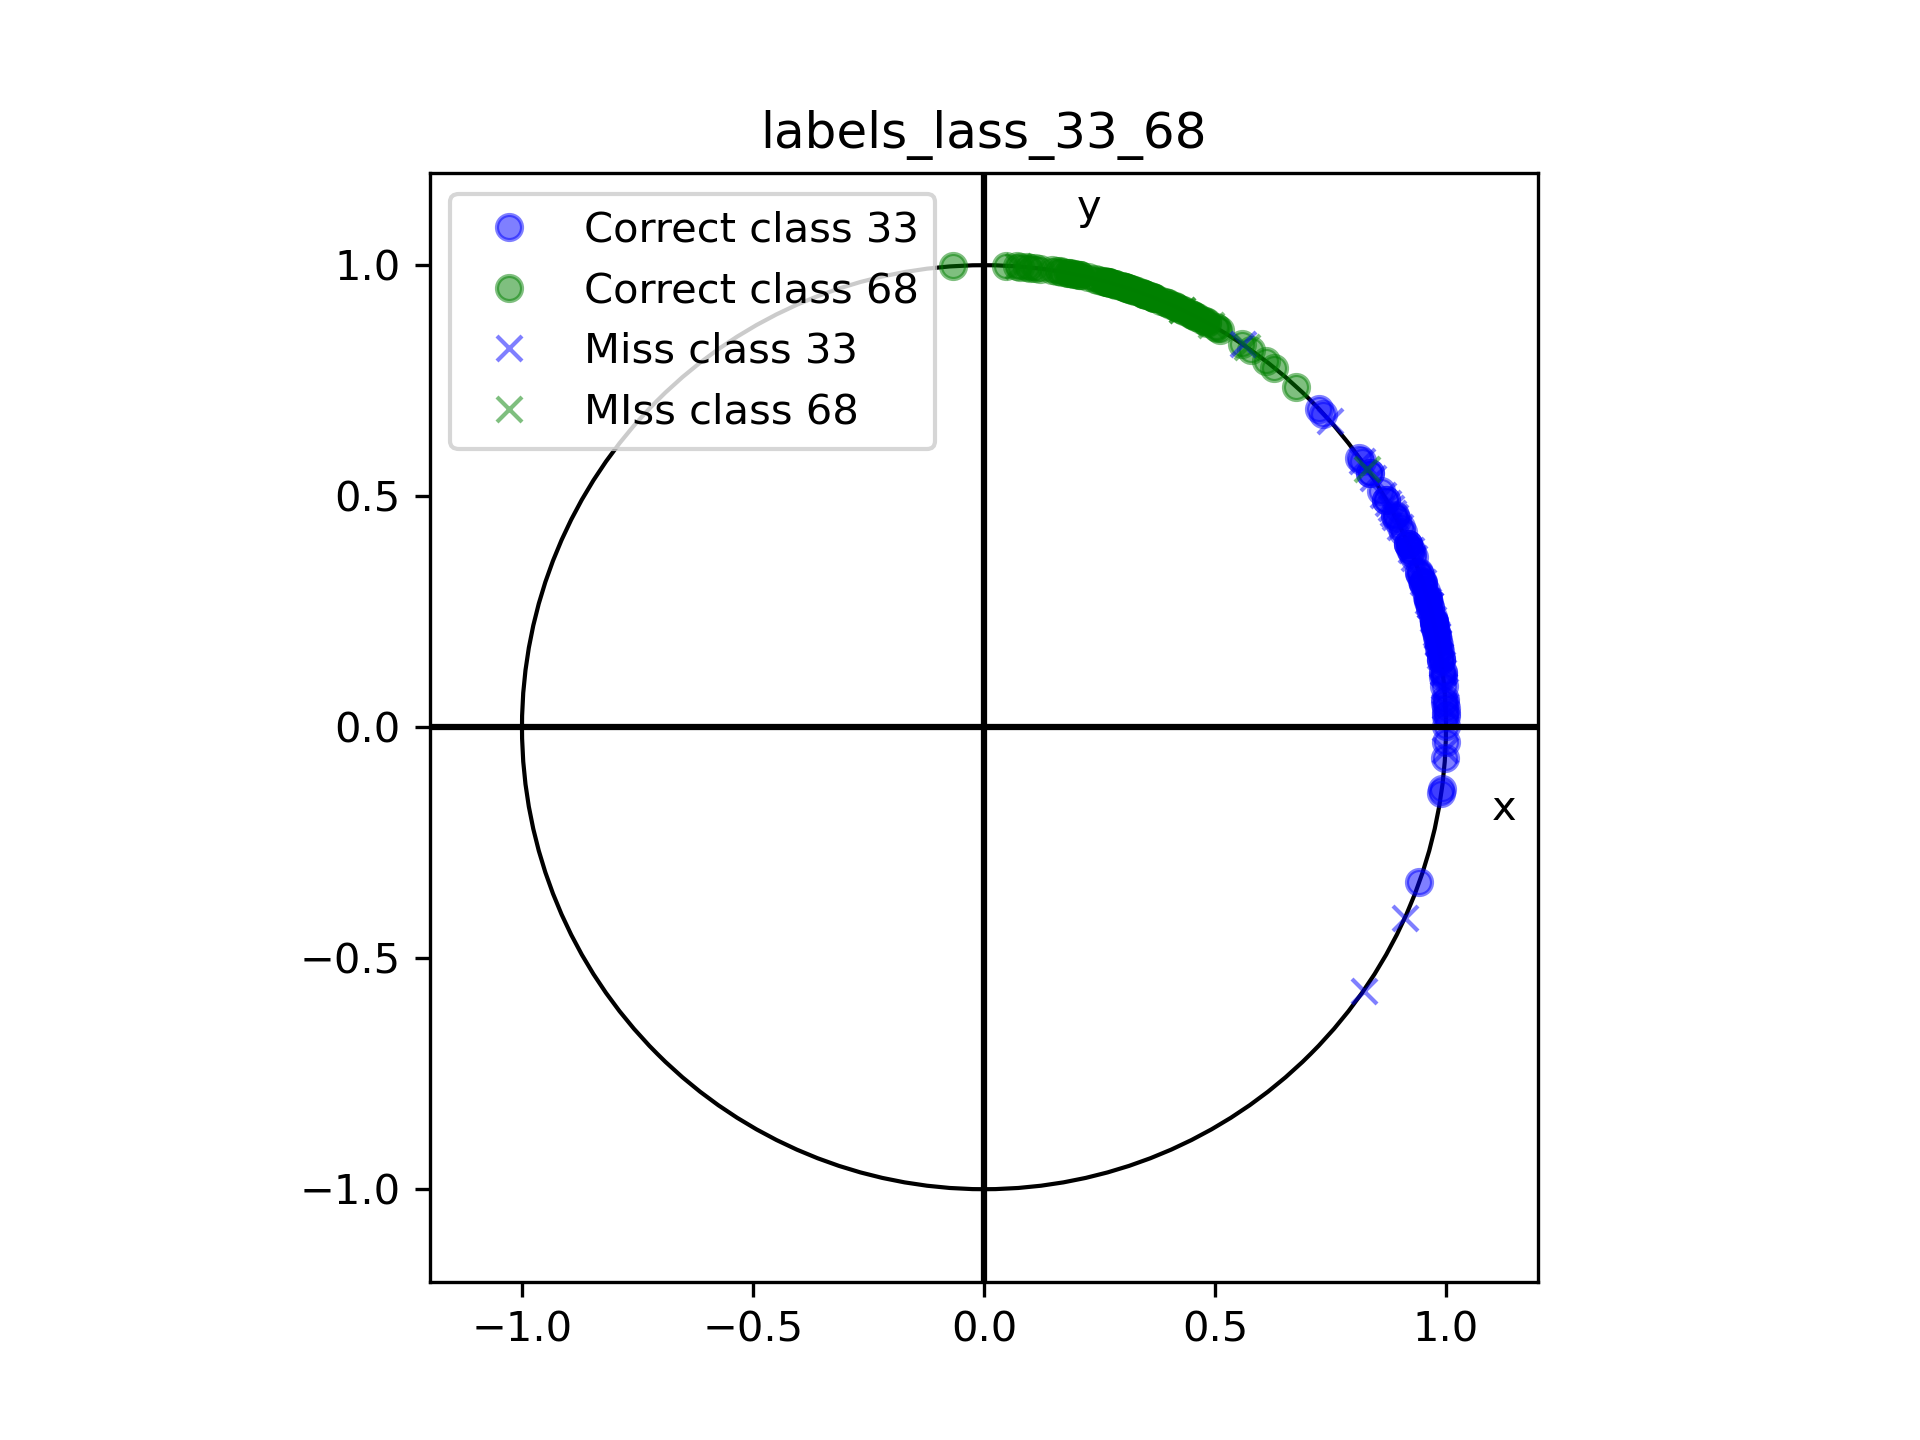 labels_lass_33_68
y
Correct class 33
Correct class 68
Miss class 33
MIss class 68
1.0
0.5
0.0
−0.5
−1.0
x
−1.0
−0.5
0.0
0.5
1.0